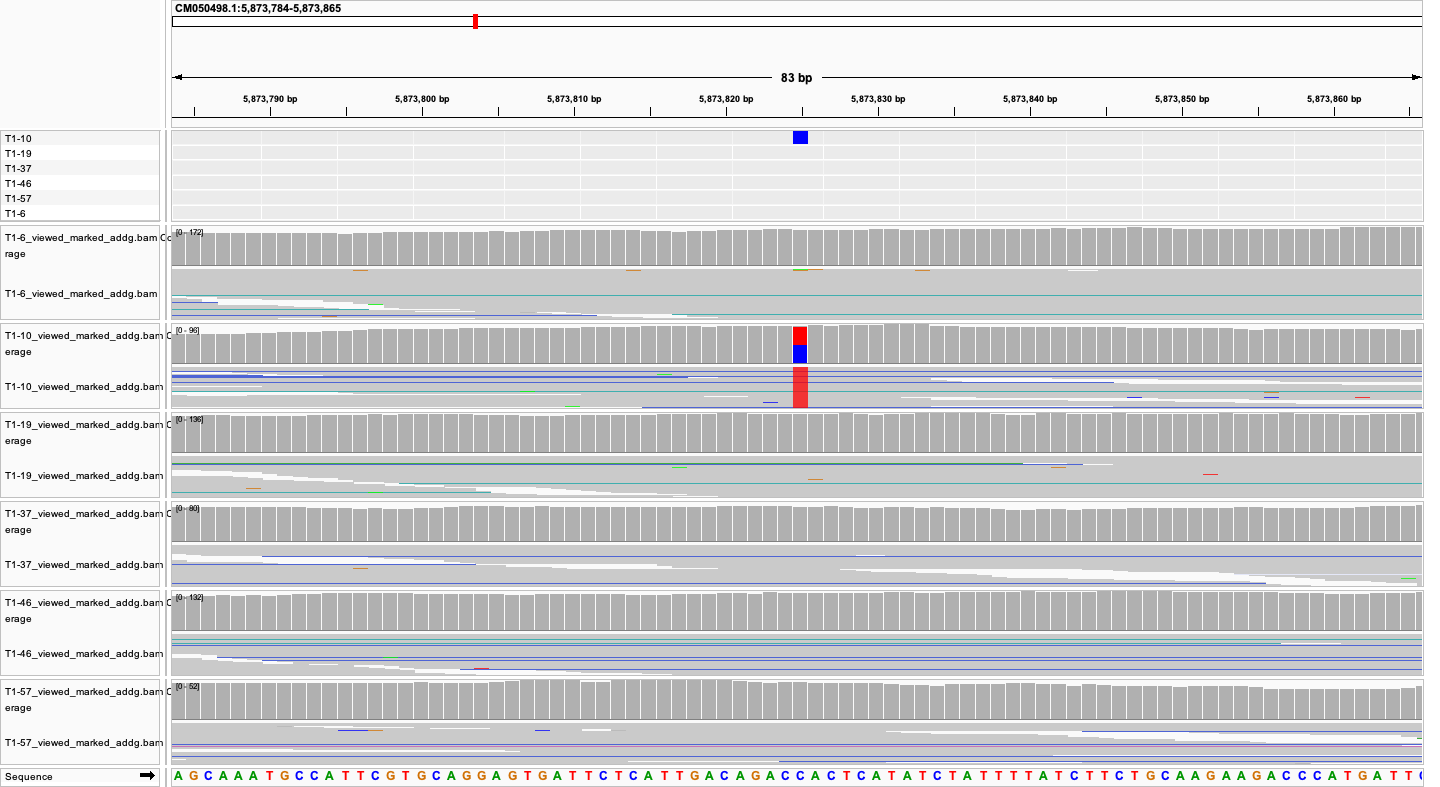 CM050498.1:5,873,784-5,873,865
83 bp
5,873,790 bp 5,873,800 bp 5,873,810 bp 5,873,820 bp 5,873,830 bp 5,873,840 bp 5,873,850 bp 5,873,860 bp
T1-10
T1-19
T1-37
T1-46
T1-57
T1-6
T1-6_viewed_marked_addg.bam Co [0 - 172]
rage
T1-6_viewed_marked_addg.bam
T1-10_viewed_marked_addg.bam C [0 - 96]
erage
T1-10_viewed_marked_addg.bam
T1-19_viewed_marked_addg.bam C [0 - 136]
erage
T1-19_viewed_marked_addg.bam
T1-37_viewed_marked_addg.bam C [0 - 80]
erage
T1-37_viewed_marked_addg.bam
T1-46_viewed_marked_addg.bam C [0 - 132]
erage
T1-46_viewed_marked_addg.bam
T1-57_viewed_marked_addg.bam C [0 - 52]
erage
T1-57_viewed_marked_addg.bam
Sequence A G C A A A T G C C A T T C G T G C A G G A G T G A T T C T C A T T G A C A G A C C A C T C A T A T C T A T T T T A T C T T C T G C A A G A A G A C C C A T G A T T C